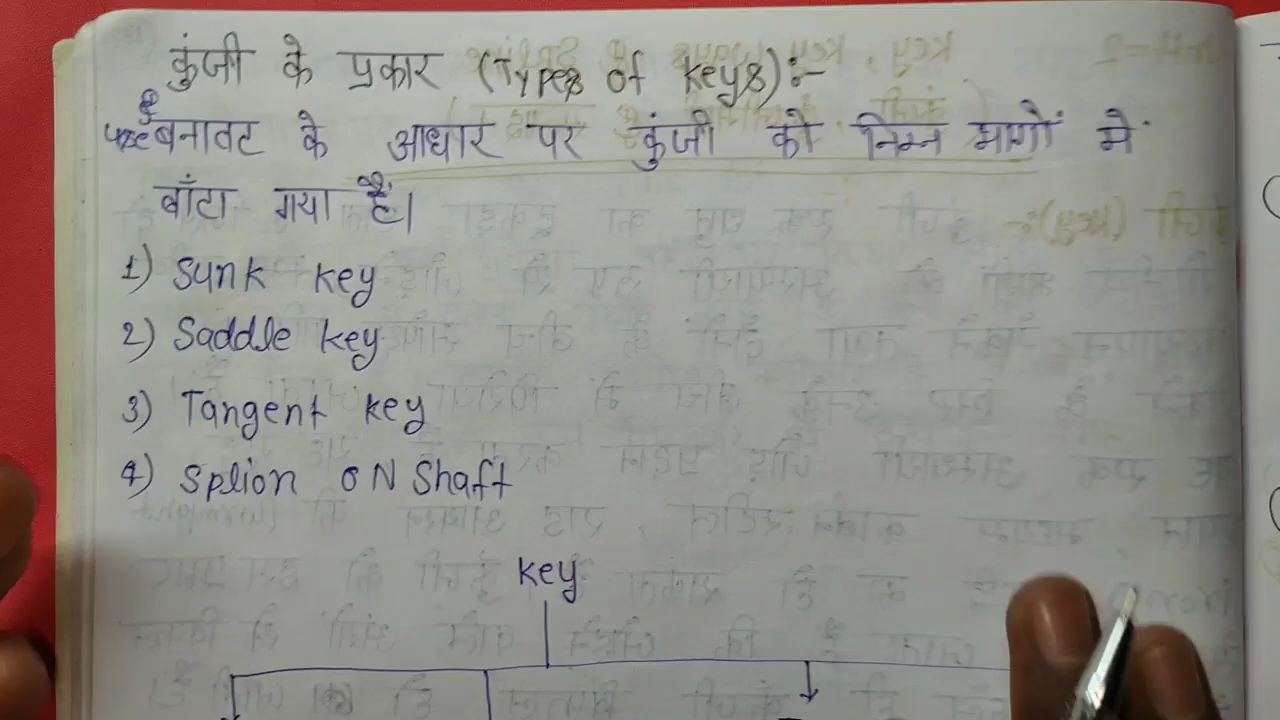 कुंजी के प्रकार (Types of keys):-
बनावट के आधार पर कुंजी को निम्न भागों में
बाँटा गया है।
1) Sunk key
2) Saddle key
3) Tangent key
4) Splion ON Shaft
key